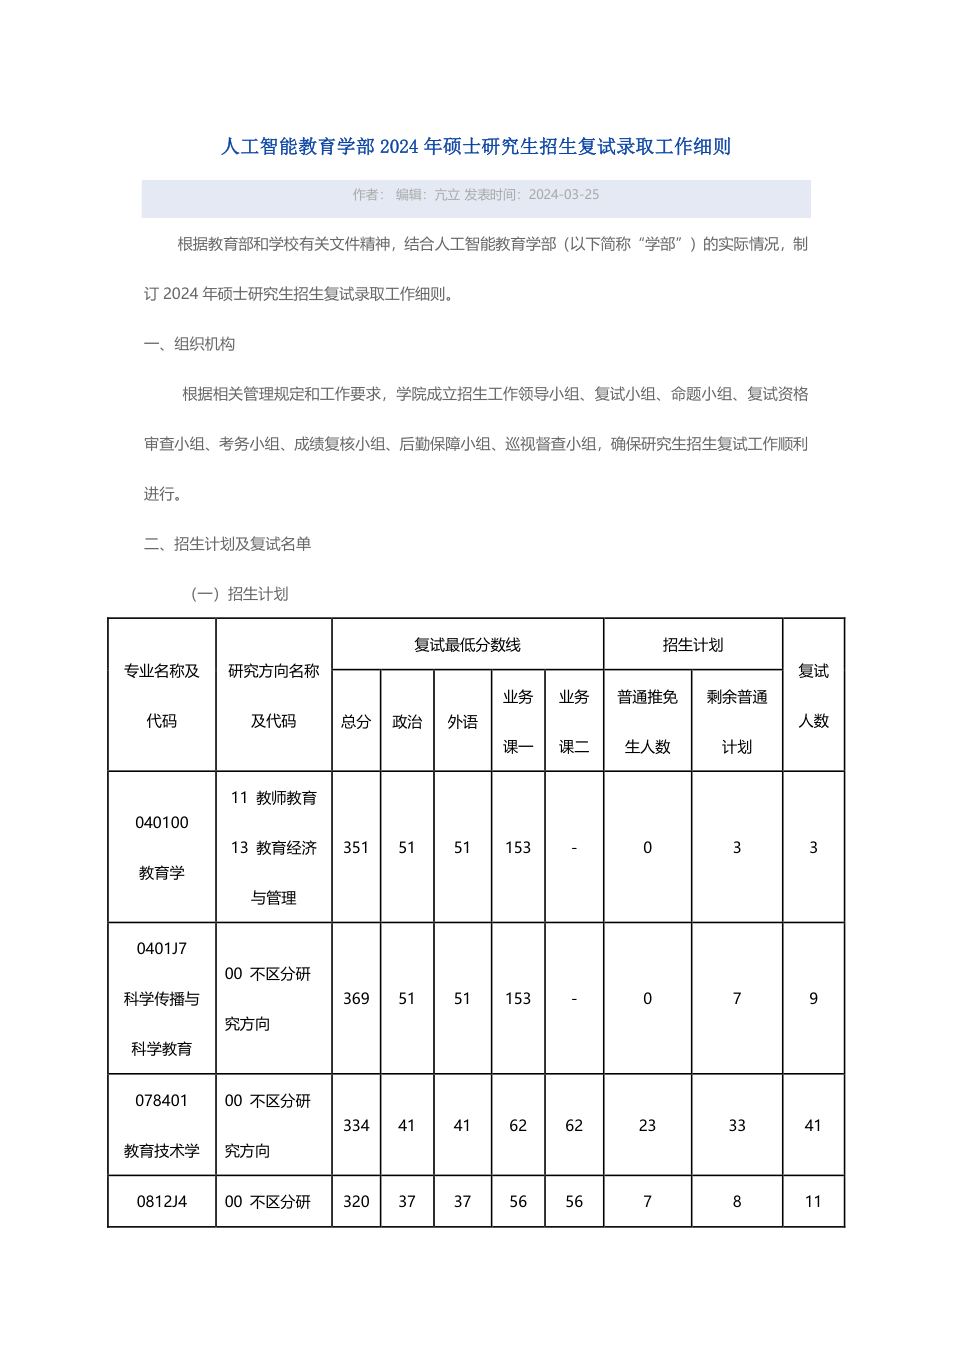 人工智能教育学部 2024 年硕士研究生招生复试录取工作细则
作者： 编辑：亢立 发表时间：2024-03-25
根据教育部和学校有关文件精神，结合人工智能教育学部（以下简称“学部”）的实际情况，制
订 2024 年硕士研究生招生复试录取工作细则。
一、组织机构
根据相关管理规定和工作要求，学院成立招生工作领导小组、复试小组、命题小组、复试资格
审查小组、考务小组、成绩复核小组、后勤保障小组、巡视督查小组，确保研究生招生复试工作顺利
进行。
二、招生计划及复试名单
（一）招生计划
专业名称及
代码
研究方向名称
及代码
复试最低分数线
招生计划
复试
人数
总分
政治
外语
业务
课一
业务
课二
普通推免
生人数
剩余普通
计划
040100
教育学
11 教师教育
13 教育经济
与管理
351 51 51 153 - 0 3 3
0401J7
科学传播与
科学教育
00 不区分研
究方向
369 51 51 153 - 0 7 9
078401
教育技术学
00 不区分研
究方向
334 41 41 62 62 23 33 41
0812J4 00 不区分研 320 37 37 56 56 7 8 11